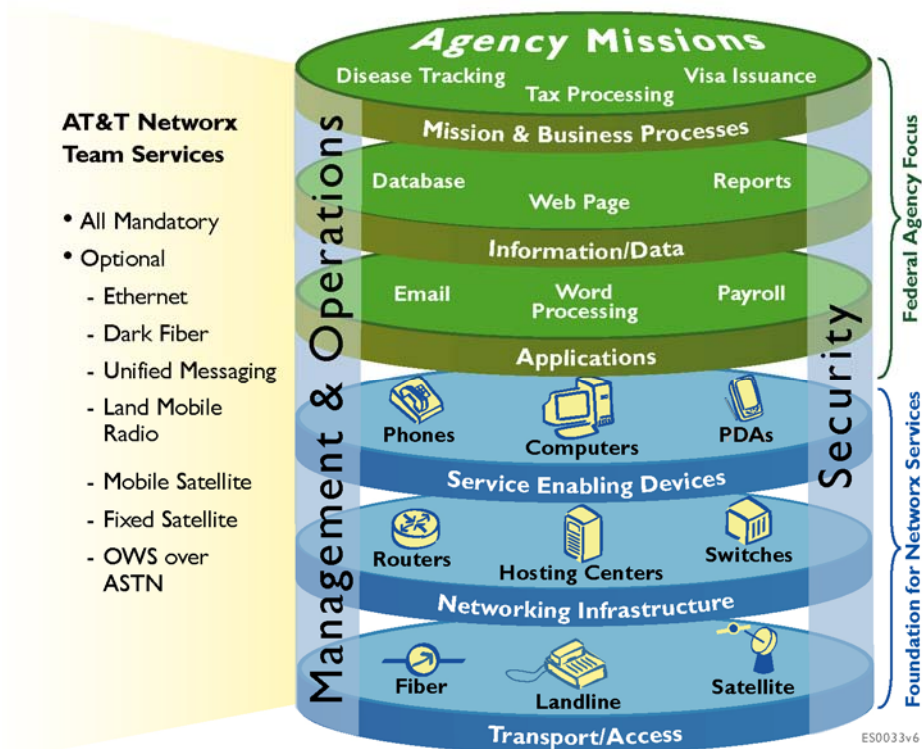 AT&T Networx
Team Services
• All Mandatory
• Optional
- Ethernet
- Dark Fiber
- Unified Messaging
- Land Mobile
Radio
- Mobile Satellite
- Fixed Satellite
- OWS over
ASTN
Management & Operations
Agency Missions
Disease Tracking
Tax Processing
Visa Issuance
Mission & Business Processes
Database
Web Page
Reports
Information/Data
Email
Word
Processing
Payroll
Applications
Phones
Computers
PDAs
Service Enabling Devices
Routers
Hosting Centers
Switches
Networking Infrastructure
Fiber
Landline
Satellite
Transport/Access
Security
Federal Agency Focus
Foundation for Networx Services
ES0033v6